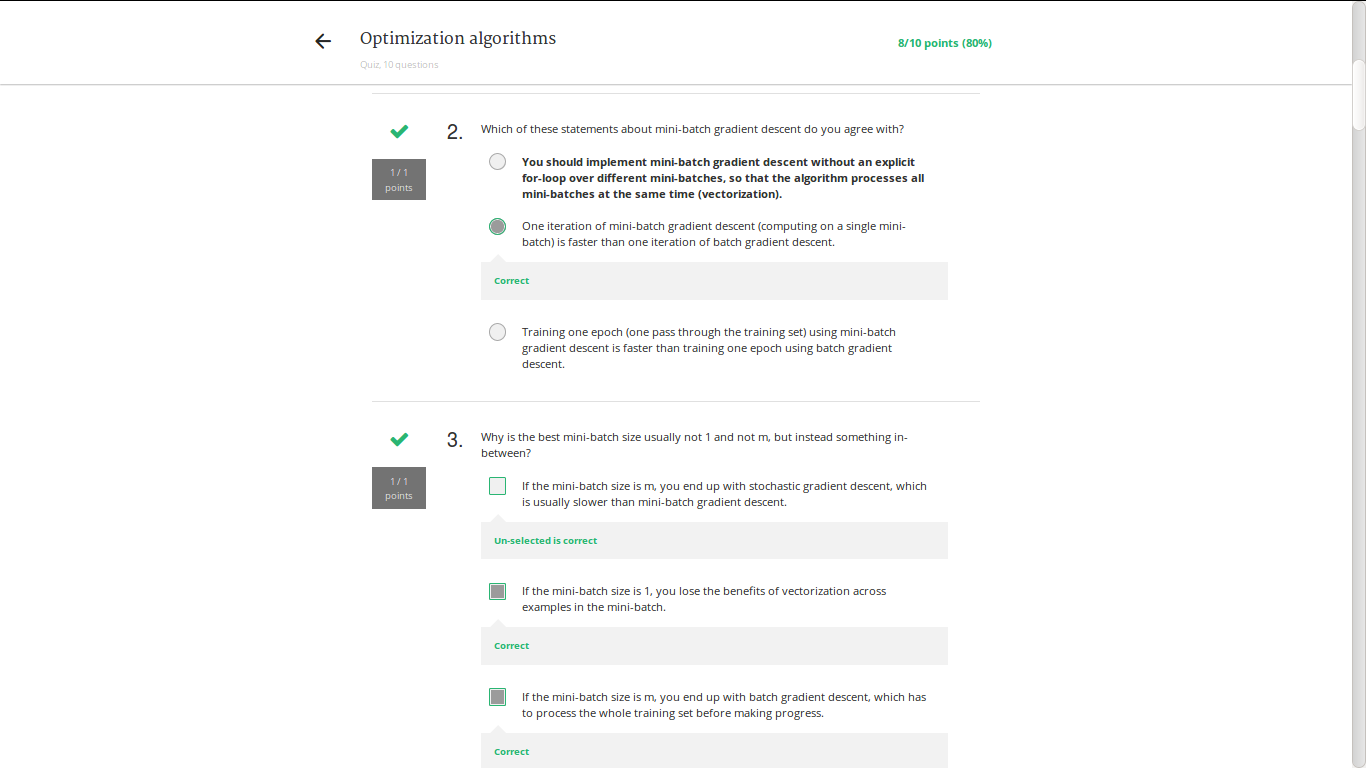 Optimization algorithms
8/10 points (80%)
Quiz, 10 questions
2.
Which of these statements about mini-batch gradient descent do you agree with?
1 / 1
points
You should implement mini-batch gradient descent without an explicit
for-loop over different mini-batches, so that the algorithm processes all
mini-batches at the same time (vectorization).
One iteration of mini-batch gradient descent (computing on a single mini-
batch) is faster than one iteration of batch gradient descent.
Correct
Training one epoch (one pass through the training set) using mini-batch
gradient descent is faster than training one epoch using batch gradient
descent.
3.
Why is the best mini-batch size usually not 1 and not m, but instead something in-
between?
1 / 1
points
If the mini-batch size is m, you end up with stochastic gradient descent, which
is usually slower than mini-batch gradient descent.
Un-selected is correct
If the mini-batch size is 1, you lose the benefits of vectorization across
examples in the mini-batch.
Correct
If the mini-batch size is m, you end up with batch gradient descent, which has
to process the whole training set before making progress.
Correct